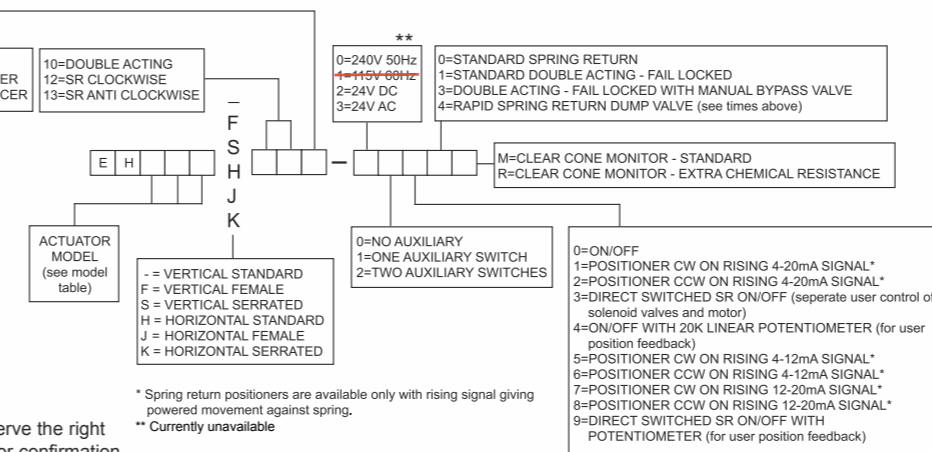 **
ER
CER
10=DOUBLE ACTING
12=SR CLOCKWISE
13=SR ANTI CLOCKWISE
0=240V 50Hz
1=115V 60Hz
2=24V DC
3=24V AC
0=STANDARD SPRING RETURN
1=STANDARD DOUBLE ACTING - FAIL LOCKED
3=DOUBLE ACTING - FAIL LOCKED WITH MANUAL BYPASS VALVE
4=RAPID SPRING RETURN DUMP VALVE (see times above)
E H
–
F
S
H
J
K
–
M=CLEAR CONE MONITOR - STANDARD
R=CLEAR CONE MONITOR - EXTRA CHEMICAL RESISTANCE
ACTUATOR
MODEL
(see model
table)
- = VERTICAL STANDARD
F = VERTICAL FEMALE
S = VERTICAL SERRATED
H = HORIZONTAL STANDARD
J = HORIZONTAL FEMALE
K = HORIZONTAL SERRATED
0=NO AUXILIARY
1=ONE AUXILIARY SWITCH
2=TWO AUXILIARY SWITCHES
0=ON/OFF
1=POSITIONER CW ON RISING 4-20mA SIGNAL*
2=POSITIONER CCW ON RISING 4-20mA SIGNAL*
3=DIRECT SWITCHED SR ON/OFF (seperate user control of
solenoid valves and motor)
4=ON/OFF WITH 20K LINEAR POTENTIOMETER (for user
position feedback)
5=POSITIONER CW ON RISING 4-12mA SIGNAL*
6=POSITIONER CCW ON RISING 4-12mA SIGNAL*
7=POSITIONER CW ON RISING 12-20mA SIGNAL*
8=POSITIONER CCW ON RISING 12-20mA SIGNAL*
9=DIRECT SWITCHED SR ON/OFF WITH
POTENTIOMETER (for user position feedback)
* Spring return positioners are available only with rising signal giving
powered movement against spring.
** Currently unavailable
erve the right
or confirmation